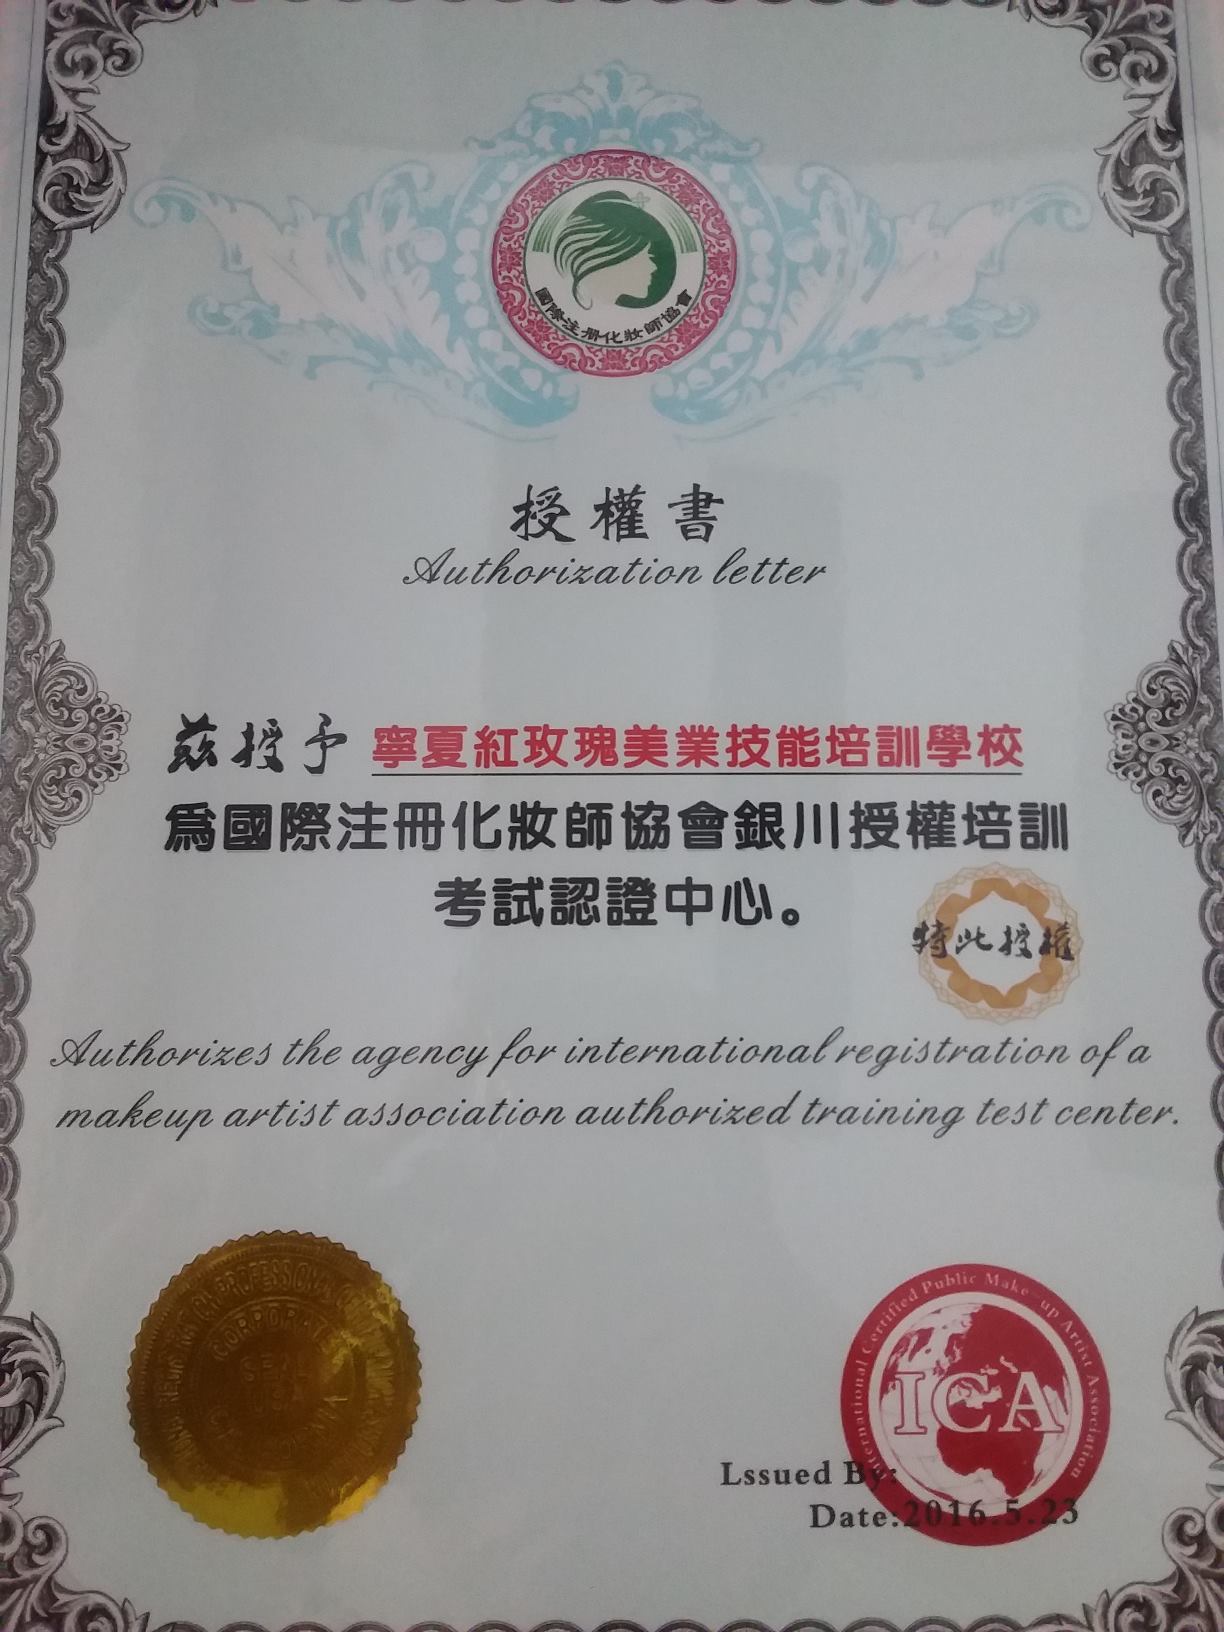 國際注册化妝師協會
授權書
Authorization letter
茲授予 寧夏紅玫瑰美業技能培訓學校
爲國際注冊化妝師協會銀川授權培訓
考試認證中心。
特此授權
Authorizes the agency for international registration of a
makeup artist association authorized training test center.
CORPORATE
International Certified Public Make-up Artist Association
ICA
Lssued By:
Date:2016.5.23